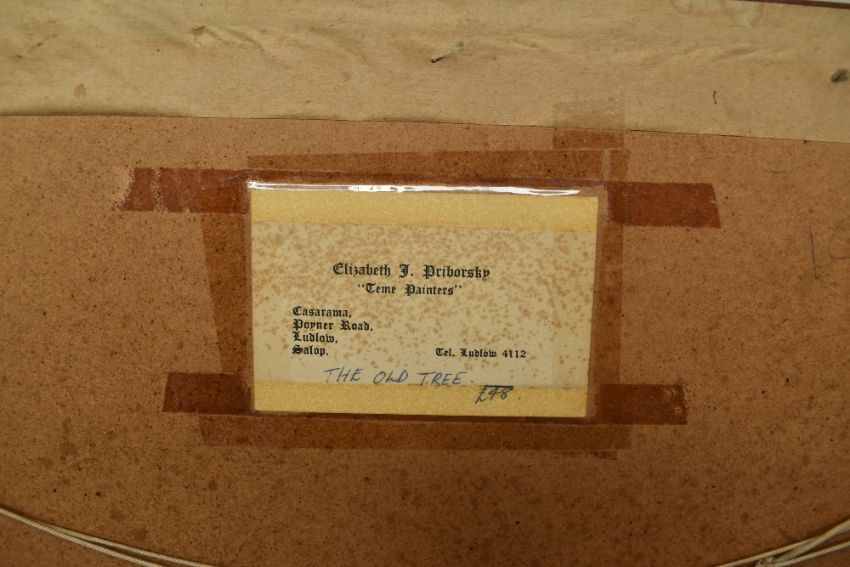 Elizabeth J. Priborsky
"Teme Painters"
Casarama,
Poyner Road,
Ludlow,
Salop.
Tel. Ludlow 4112
THE OLD TREE.
£48.